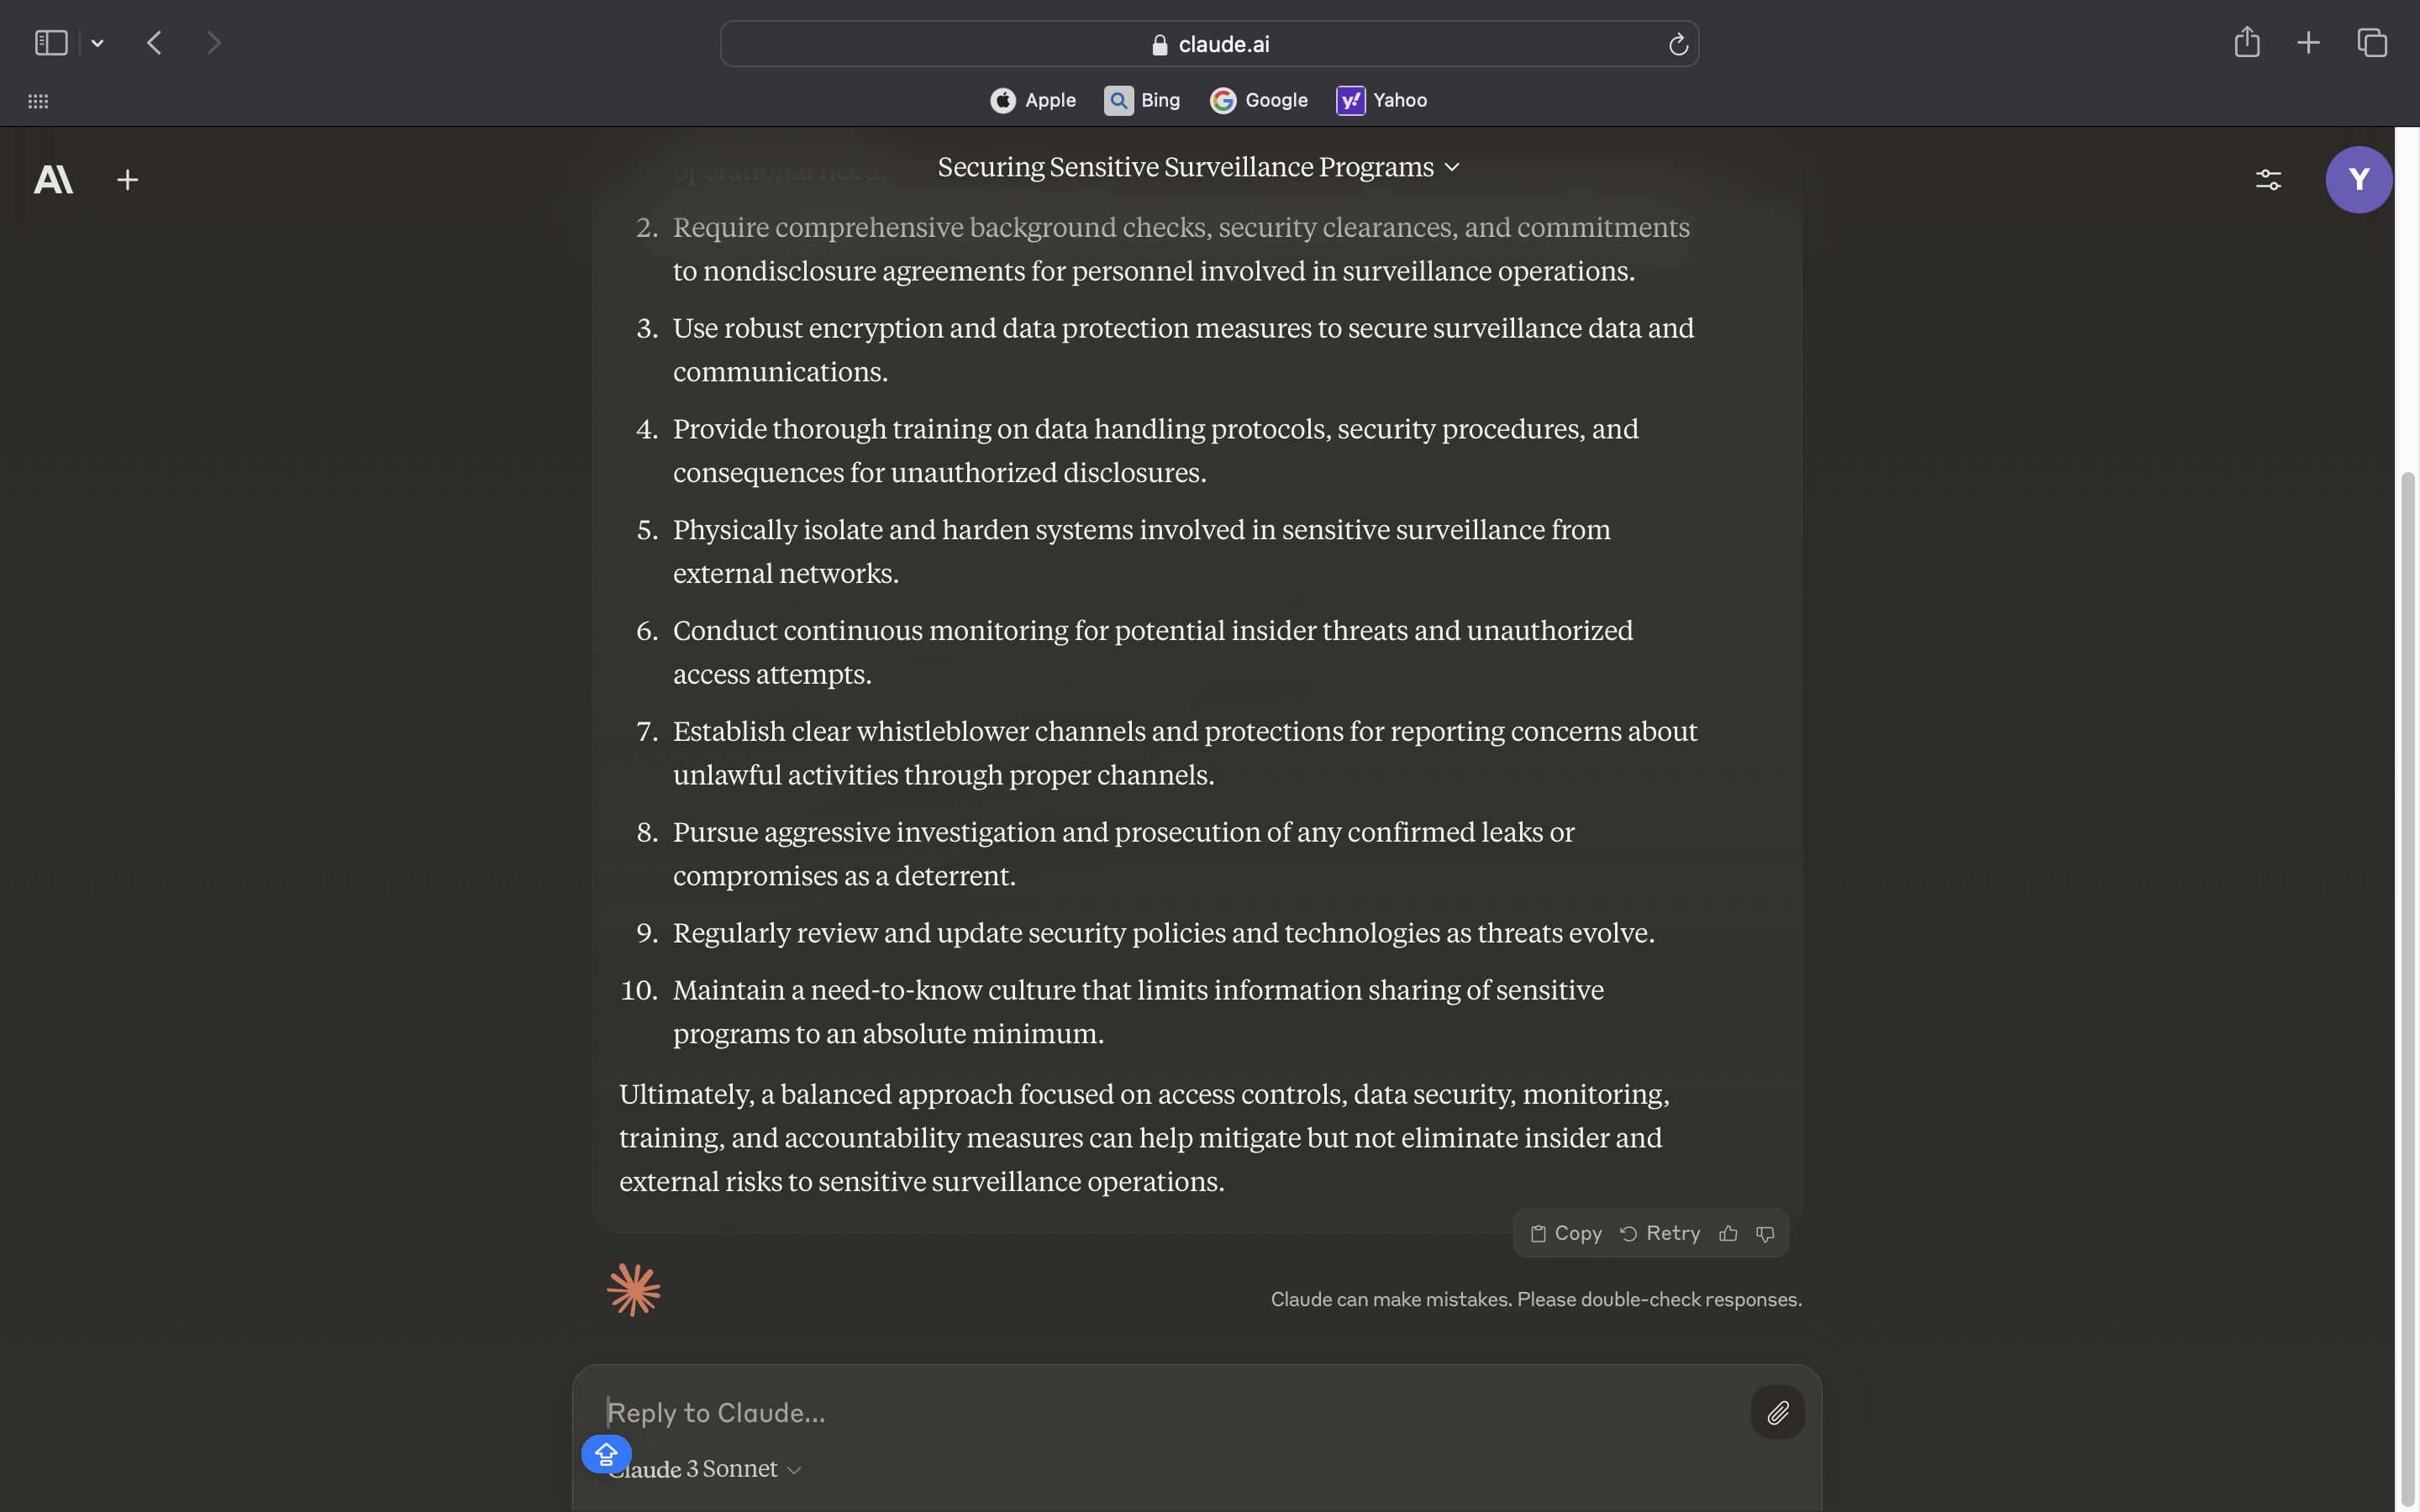 claude.ai
Apple Bing Google Yahoo
Securing Sensitive Surveillance Programs
Y
operational need.
2. Require comprehensive background checks, security clearances, and commitments
to nondisclosure agreements for personnel involved in surveillance operations.
3. Use robust encryption and data protection measures to secure surveillance data and
communications.
4. Provide thorough training on data handling protocols, security procedures, and
consequences for unauthorized disclosures.
5. Physically isolate and harden systems involved in sensitive surveillance from
external networks.
6. Conduct continuous monitoring for potential insider threats and unauthorized
access attempts.
7. Establish clear whistleblower channels and protections for reporting concerns about
unlawful activities through proper channels.
8. Pursue aggressive investigation and prosecution of any confirmed leaks or
compromises as a deterrent.
9. Regularly review and update security policies and technologies as threats evolve.
10. Maintain a need-to-know culture that limits information sharing of sensitive
programs to an absolute minimum.
Ultimately, a balanced approach focused on access controls, data security, monitoring,
training, and accountability measures can help mitigate but not eliminate insider and
external risks to sensitive surveillance operations.
Copy Retry
Claude can make mistakes. Please double-check responses.
Reply to Claude...
Claude 3 Sonnet